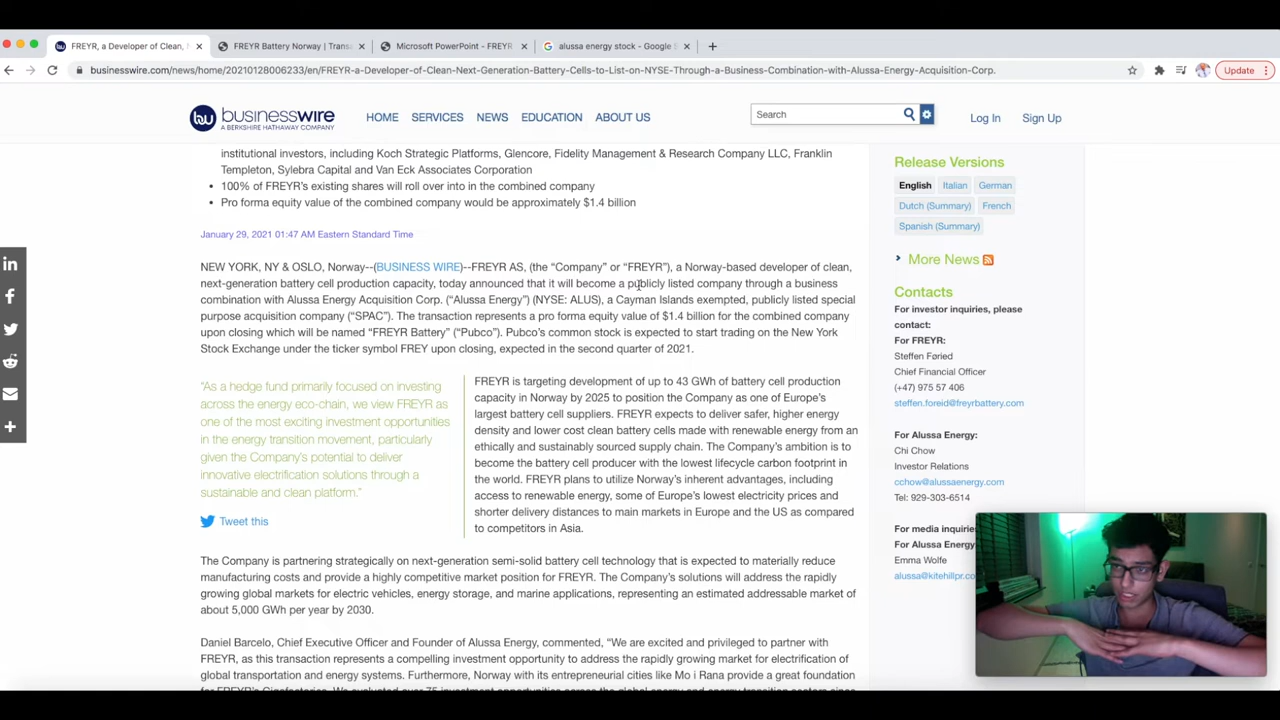 FREYR, a Developer of Clean, N
FREYR Battery Norway | Transa
Microsoft PowerPoint - FREYR
alussa energy stock - Google S
businesswire.com/news/home/20210128006233/en/FREYR-a-Developer-of-Clean-Next-Generation-Battery-Cells-to-List-on-NYSE-Through-a-Business-Combination-with-Alussa-Energy-Acquisition-Corp.
Update
businesswire
A BERKSHIRE HATHAWAY COMPANY
HOME SERVICES NEWS EDUCATION ABOUT US
Search
Log In Sign Up
institutional investors, including Koch Strategic Platforms, Glencore, Fidelity Management & Research Company LLC, Franklin
Templeton, Sylebra Capital and Van Eck Associates Corporation
• 100% of FREYR's existing shares will roll over into in the combined company
• Pro forma equity value of the combined company would be approximately $1.4 billion
January 29, 2021 01:47 AM Eastern Standard Time
NEW YORK, NY & OSLO, Norway--(BUSINESS WIRE)--FREYR AS, (the “Company” or “FREYR”), a Norway-based developer of clean,
next-generation battery cell production capacity, today announced that it will become a publicly listed company through a business
combination with Alussa Energy Acquisition Corp. (“Alussa Energy”) (NYSE: ALUS), a Cayman Islands exempted, publicly listed special
purpose acquisition company (“SPAC”). The transaction represents a pro forma equity value of $1.4 billion for the combined company
upon closing which will be named “FREYR Battery” (“Pubco”). Pubco's common stock is expected to start trading on the New York
Stock Exchange under the ticker symbol FREY upon closing, expected in the second quarter of 2021.
“As a hedge fund primarily focused on investing
across the energy eco-chain, we view FREYR as
one of the most exciting investment opportunities
in the energy transition movement, particularly
given the Company's potential to deliver
innovative electrification solutions through a
sustainable and clean platform.”
Tweet this
FREYR is targeting development of up to 43 GWh of battery cell production
capacity in Norway by 2025 to position the Company as one of Europe's
largest battery cell suppliers. FREYR expects to deliver safer, higher energy
density and lower cost clean battery cells made with renewable energy from an
ethically and sustainably sourced supply chain. The Company's ambition is to
become the battery cell producer with the lowest lifecycle carbon footprint in
the world. FREYR plans to utilize Norway's inherent advantages, including
access to renewable energy, some of Europe's lowest electricity prices and
shorter delivery distances to main markets in Europe and the US as compared
to competitors in Asia.
The Company is partnering strategically on next-generation semi-solid battery cell technology that is expected to materially reduce
manufacturing costs and provide a highly competitive market position for FREYR. The Company's solutions will address the rapidly
growing global markets for electric vehicles, energy storage, and marine applications, representing an estimated addressable market of
about 5,000 GWh per year by 2030.
Daniel Barcelo, Chief Executive Officer and Founder of Alussa Energy, commented, “We are excited and privileged to partner with
FREYR, as this transaction represents a compelling investment opportunity to address the rapidly growing market for electrification of
global transportation and energy systems. Furthermore, Norway with its entrepreneurial cities like Mo i Rana provide a great foundation
for FREYR's Gigafactories. We evaluated over 75 investment opportunities across the global energy and energy transition sectors since
Release Versions
English Italian German
Dutch (Summary) French
Spanish (Summary)
More News
Contacts
For investor inquiries, please
contact:
For FREYR:
Steffen Føried
Chief Financial Officer
(+47) 975 57 406
steffen.foreid@freyrbattery.com
For Alussa Energy:
Chi Chow
Investor Relations
cchow@alussaenergy.com
Tel: 929-303-6514
For media inquirie
For Alussa Energy
Emma Wolfe
alussa@kitehillpr.co